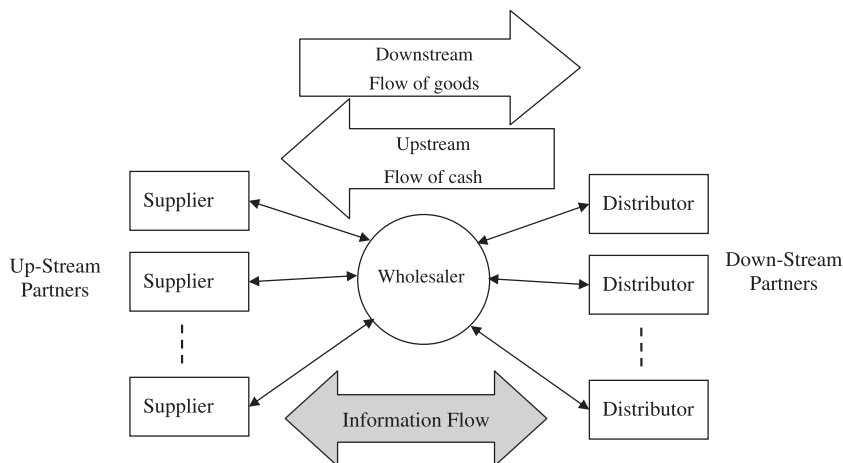 Downstream
Flow of goods
Upstream
Flow of cash
Supplier
Distributor
Up-Stream
Partners
Supplier
Wholesaler
Distributor
Down-Stream
Partners
Supplier
Information Flow
Distributor